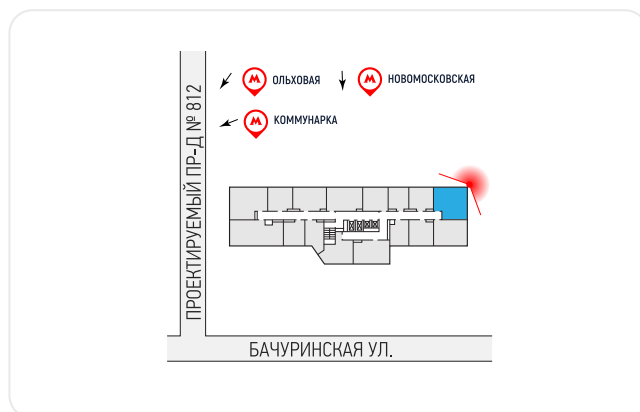 ОЛЬХОВАЯ
НОВОМОСКОВСКАЯ
КОММУНАРКА
ПРОЕКТИРУЕМЫЙ ПР-Д № 812
БАЧУРИНСКАЯ УЛ.